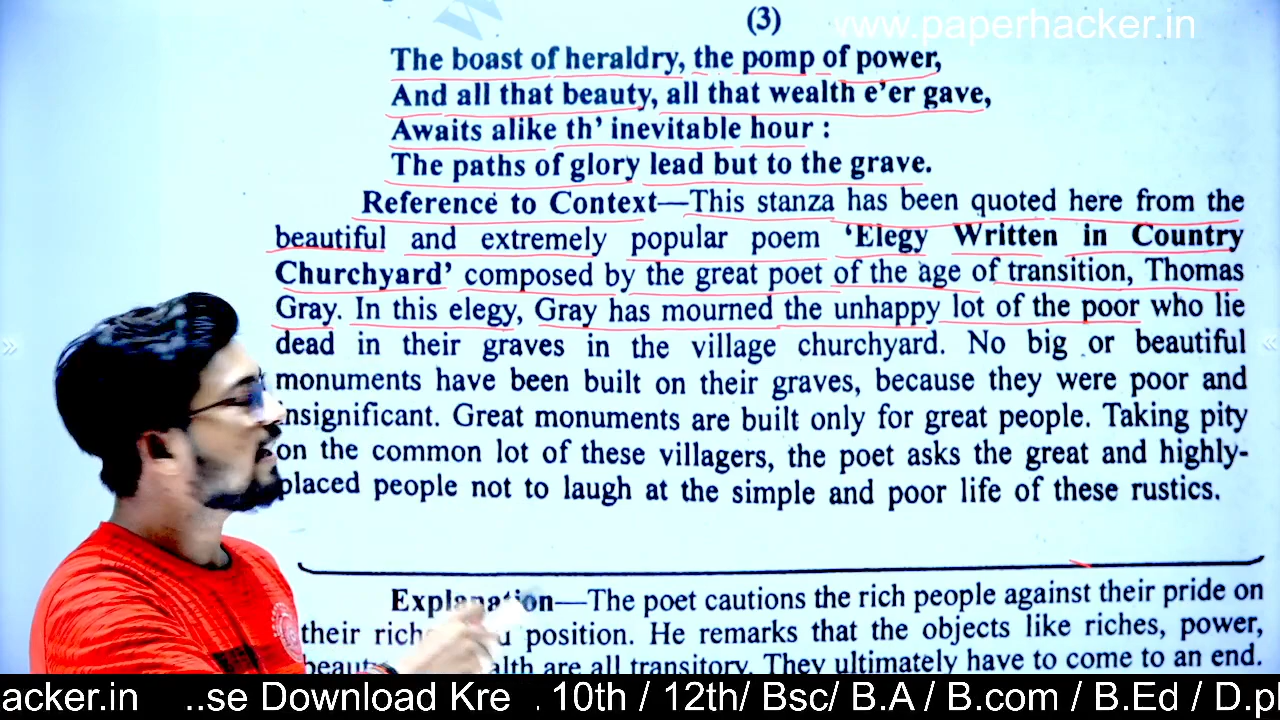 (3)
www.paperhacker.in
W
The boast of heraldry, the pomp of power,
And all that beauty, all that wealth e'er gave,
Awaits alike th' inevitable hour :
The paths of glory lead but to the grave.
Reference to Context—This stanza has been quoted here from the
beautiful and extremely popular poem ‘Elegy Written in Country
Churchyard’ composed by the great poet of the age of transition, Thomas
Gray. In this elegy, Gray has mourned the unhappy lot of the poor who lie
dead in their graves in the village churchyard. No big or beautiful
monuments have been built on their graves, because they were poor and
insignificant. Great monuments are built only for great people. Taking pity
on the common lot of these villagers, the poet asks the great and highly-
placed people not to laugh at the simple and poor life of these rustics.
Explanation—The poet cautions the rich people against their pride on
their position. He remarks that the objects like riches, power,
are all transitory. They ultimately have to come to an end.
acker.in ..se Download Kre . 10th / 12th/ Bsc/ B.A / B.com / B.Ed / D.pl